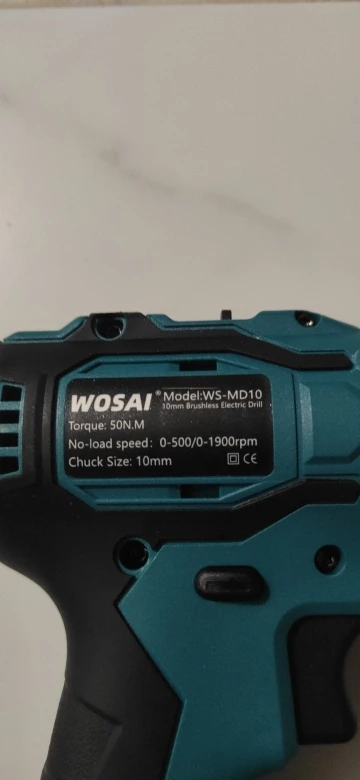 WOSAI® Model:WS-MD10
10mm Brushless Electric Drill
Torque: 50N.M
No-load speed: 0-500/0-1900rpm
Chuck Size: 10mm CE